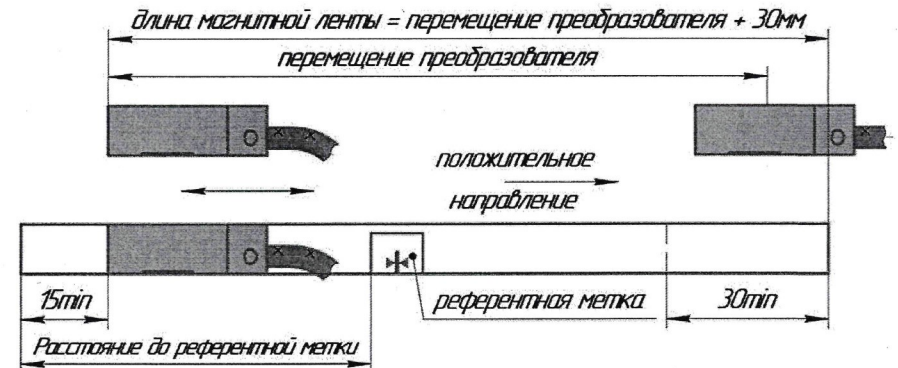 длина магнитной ленты = перемещение преобразователя + 30мм
перемещение преобразователя
положительное
направление
15min
референтная метка
30min
Расстояние до референтной метки